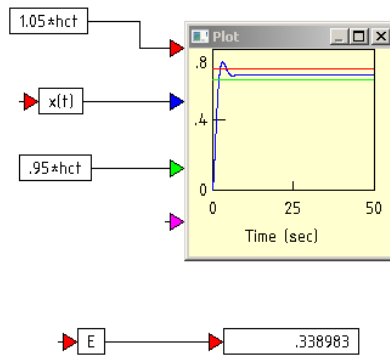 1.05*hct
Plot
x(t)
.95*hct
.8
.4
0
0 25 50
Time (sec)
E
.338983